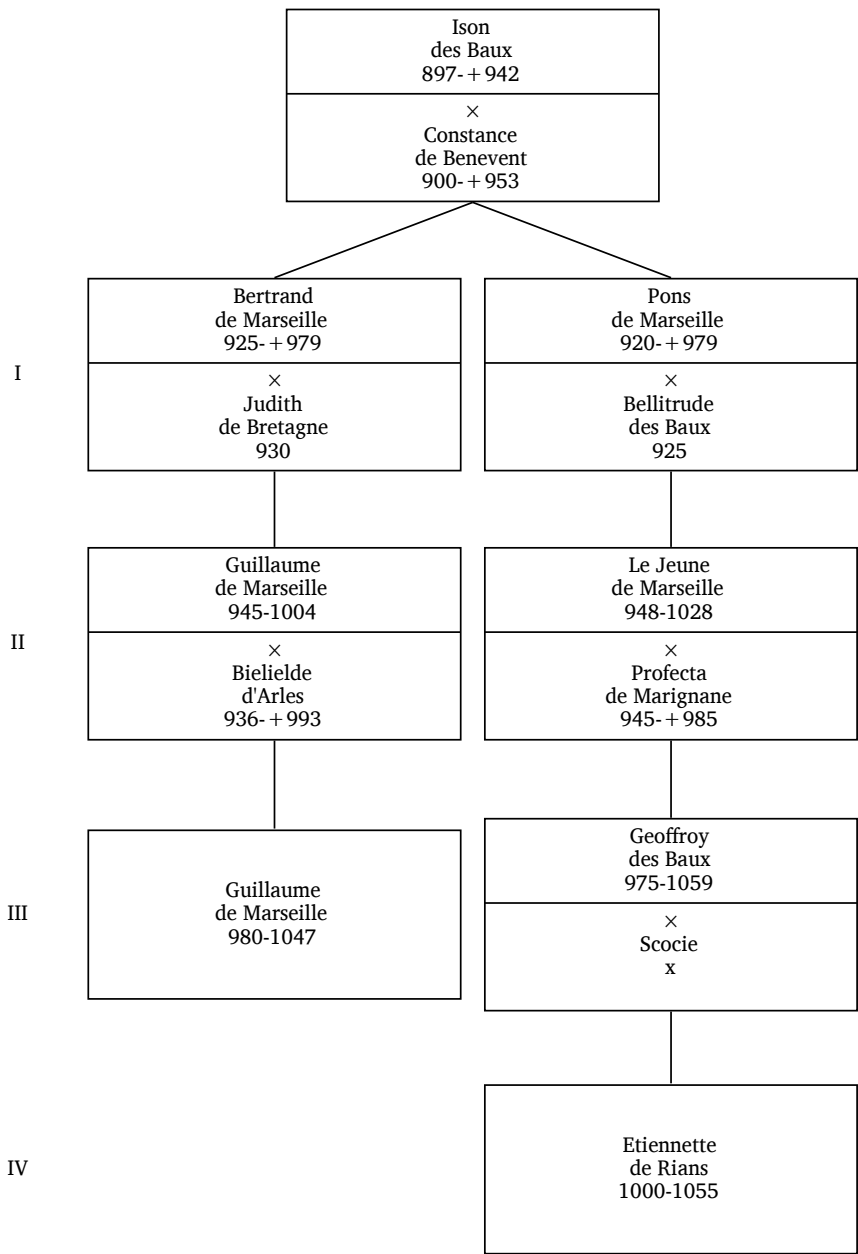 Ison
des Baux
897-+942
×
Constance
de Benevent
900-+953
I
Bertrand
de Marseille
925-+979
×
Judith
de Bretagne
930
Pons
de Marseille
920-+979
×
Bellitrude
des Baux
925
II
Guillaume
de Marseille
945-1004
×
Bielielde
d'Arles
936-+993
Le Jeune
de Marseille
948-1028
×
Profecta
de Marignane
945-+985
III
Guillaume
de Marseille
980-1047
Geoffroy
des Baux
975-1059
×
Scocie
x
IV
Etiennette
de Rians
1000-1055